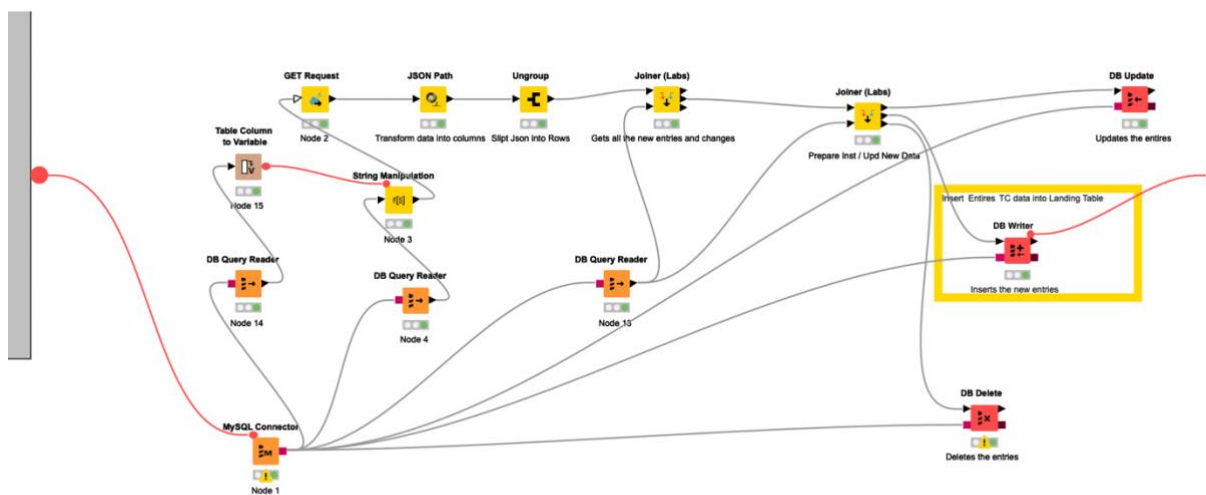 GET Request
Node 2
JSON Path
Transform data into columns
Ungroup
Slipt Json into Rows
Joiner (Labs)
Gets all the new entries and changes
Joiner (Labs)
Prepare Inst / Upd New Data
DB Update
Updates the entires
Table Column
to Variable
Node 15
String Manipulation
Node 3
Insert Entires TC data into Landing Table
DB Writer
Inserts the new entries
DB Query Reader
Node 14
DB Query Reader
Node 4
DB Query Reader
DB Delete
Deletes the entries
MySQL Connector
Node 1